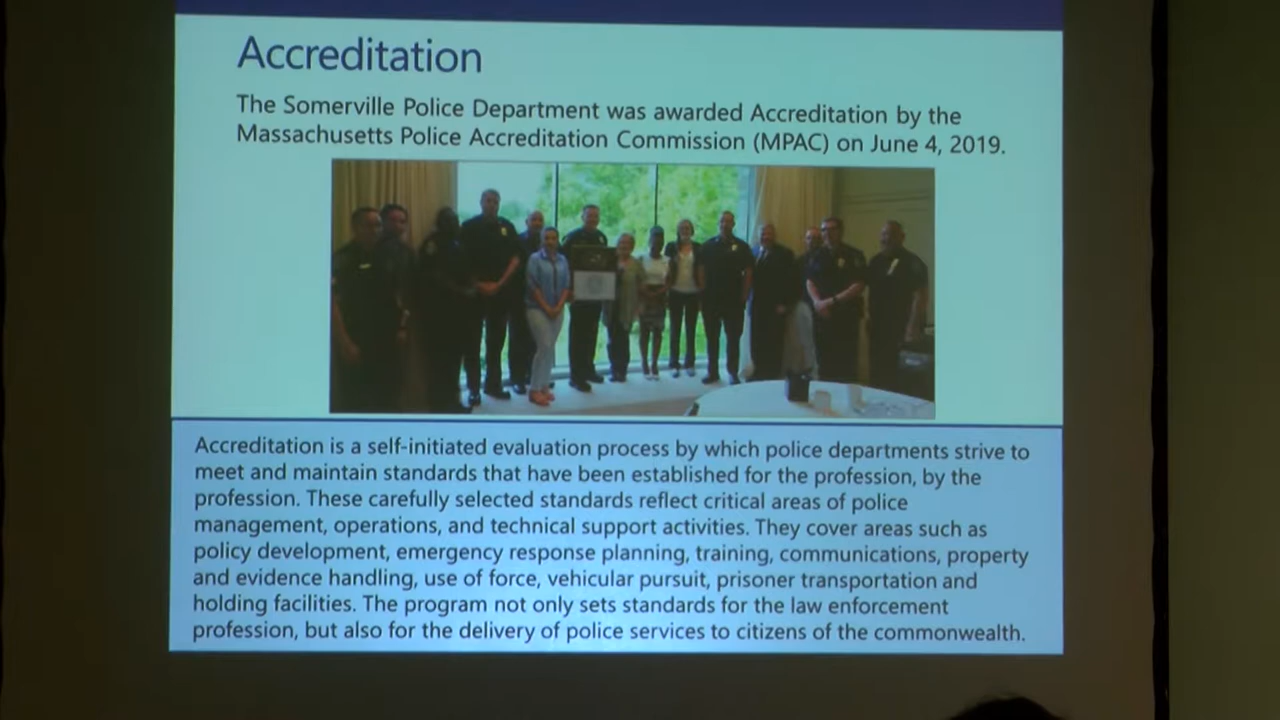 Accreditation
The Somerville Police Department was awarded Accreditation by the
Massachusetts Police Accreditation Commission (MPAC) on June 4, 2019.
Accreditation is a self-initiated evaluation process by which police departments strive to
meet and maintain standards that have been established for the profession, by the
profession. These carefully selected standards reflect critical areas of police
management, operations, and technical support activities. They cover areas such as
policy development, emergency response planning, training, communications, property
and evidence handling, use of force, vehicular pursuit, prisoner transportation and
holding facilities. The program not only sets standards for the law enforcement
profession, but also for the delivery of police services to citizens of the commonwealth.